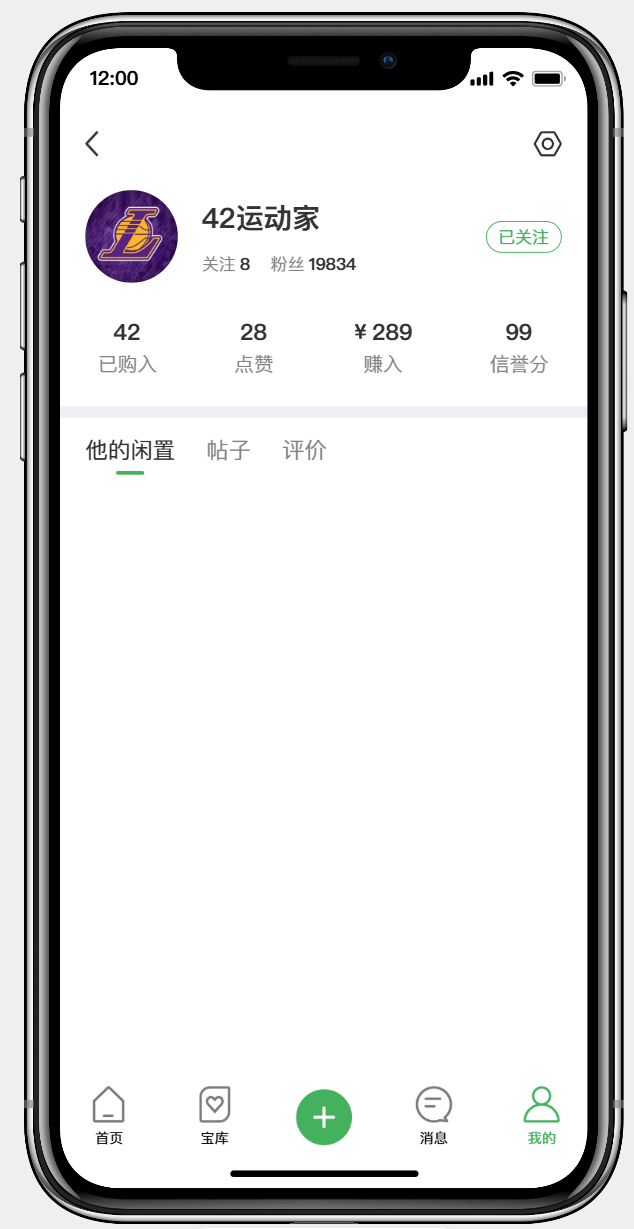 12:00
42运动家
关注 8 粉丝 19834
已关注
42 28 ¥ 289 99
已购入 点赞 赚入 信誉分
他的闲置 帖子 评价
首页 宝库 消息 我的